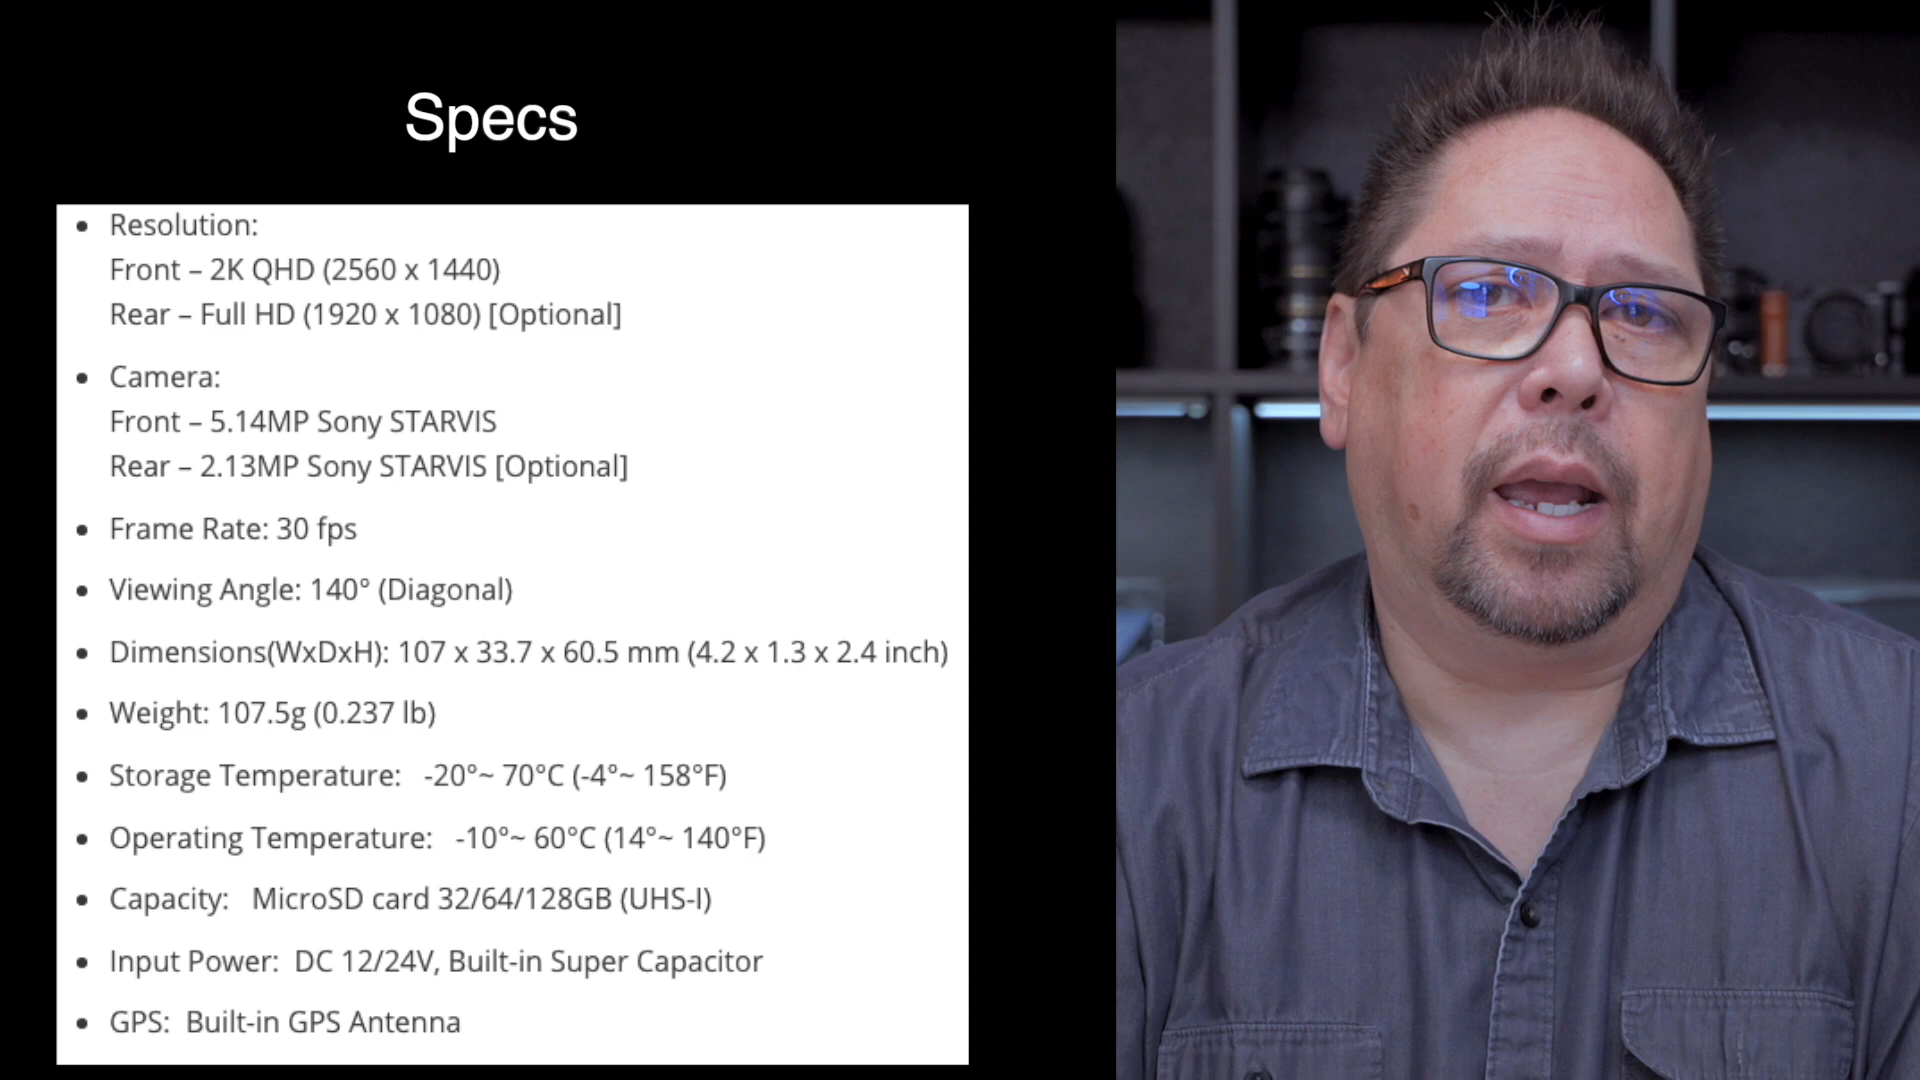 Specs
Resolution:
Front – 2K QHD (2560 x 1440)
Rear – Full HD (1920 x 1080) [Optional]
Camera:
Front – 5.14MP Sony STARVIS
Rear – 2.13MP Sony STARVIS [Optional]
Frame Rate: 30 fps
Viewing Angle: 140° (Diagonal)
Dimensions(WxDxH): 107 x 33.7 x 60.5 mm (4.2 x 1.3 x 2.4 inch)
Weight: 107.5g (0.237 lb)
Storage Temperature: -20°~ 70°C (-4°~ 158°F)
Operating Temperature: -10°~ 60°C (14°~ 140°F)
Capacity: MicroSD card 32/64/128GB (UHS-I)
Input Power: DC 12/24V, Built-in Super Capacitor
GPS: Built-in GPS Antenna